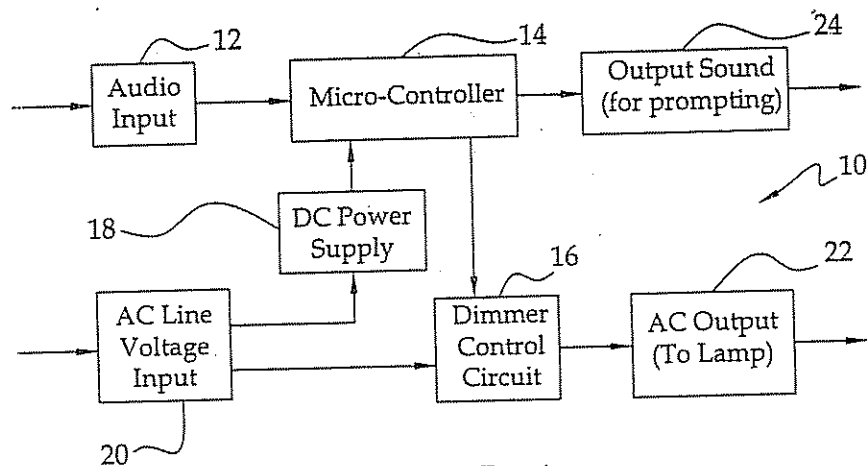 12
14
24
Audio
Input
Micro-Controller
Output Sound
(for prompting)
10
18
DC Power
Supply
16
22
AC Line
Voltage
Input
Dimmer
Control
Circuit
AC Output
(To Lamp)
20